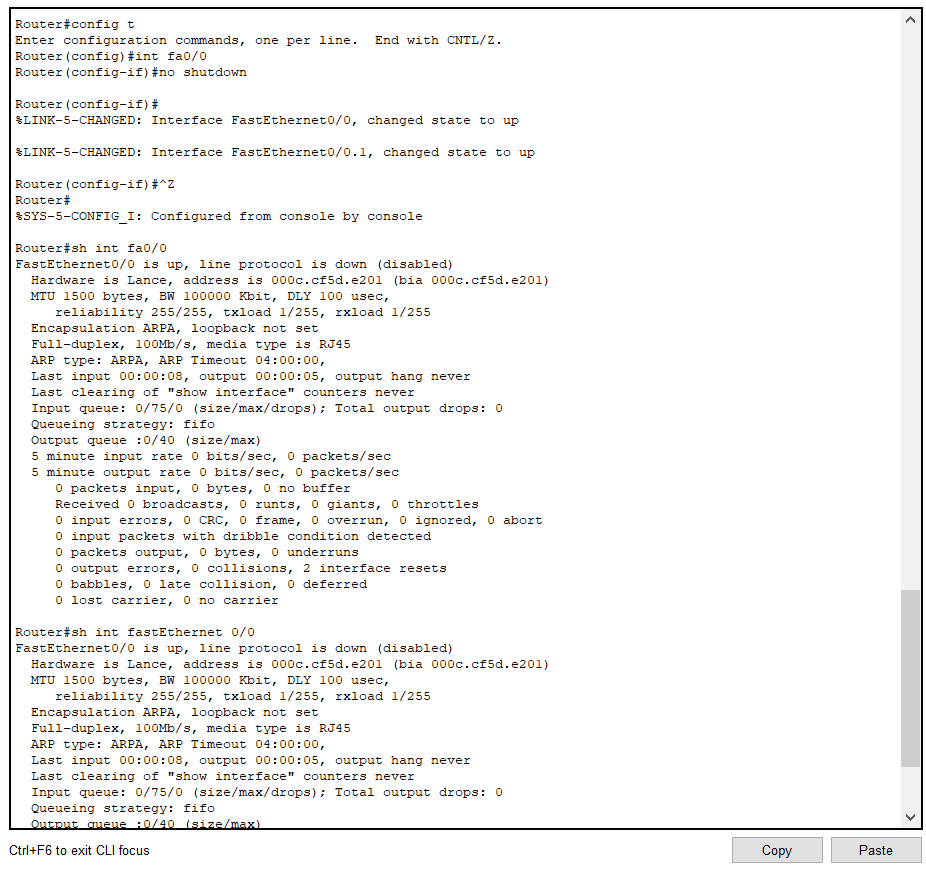 Router#config t
Enter configuration commands, one per line.  End with CNTL/Z.
Router(config)#int fa0/0
Router(config-if)#no shutdown
Router(config-if)#
%LINK-5-CHANGED: Interface FastEthernet0/0, changed state to up
%LINK-5-CHANGED: Interface FastEthernet0/0.1, changed state to up
Router(config-if)#^Z
Router#
%SYS-5-CONFIG_I: Configured from console by console
Router#sh int fa0/0
FastEthernet0/0 is up, line protocol is down (disabled)
  Hardware is Lance, address is 000c.cf5d.e201 (bia 000c.cf5d.e201)
  MTU 1500 bytes, BW 100000 Kbit, DLY 100 usec,
     reliability 255/255, txload 1/255, rxload 1/255
  Encapsulation ARPA, loopback not set
  Full-duplex, 100Mb/s, media type is RJ45
  ARP type: ARPA, ARP Timeout 04:00:00,
  Last input 00:00:08, output 00:00:05, output hang never
  Last clearing of "show interface" counters never
  Input queue: 0/75/0 (size/max/drops); Total output drops: 0
  Queueing strategy: fifo
  Output queue :0/40 (size/max)
  5 minute input rate 0 bits/sec, 0 packets/sec
  5 minute output rate 0 bits/sec, 0 packets/sec
     0 packets input, 0 bytes, 0 no buffer
     Received 0 broadcasts, 0 runts, 0 giants, 0 throttles
     0 input errors, 0 CRC, 0 frame, 0 overrun, 0 ignored, 0 abort
     0 input packets with dribble condition detected
     0 packets output, 0 bytes, 0 underruns
     0 output errors, 0 collisions, 2 interface resets
     0 babbles, 0 late collision, 0 deferred
     0 lost carrier, 0 no carrier
Router#sh int fastEthernet 0/0
FastEthernet0/0 is up, line protocol is down (disabled)
  Hardware is Lance, address is 000c.cf5d.e201 (bia 000c.cf5d.e201)
  MTU 1500 bytes, BW 100000 Kbit, DLY 100 usec,
     reliability 255/255, txload 1/255, rxload 1/255
  Encapsulation ARPA, loopback not set
  Full-duplex, 100Mb/s, media type is RJ45
  ARP type: ARPA, ARP Timeout 04:00:00,
  Last input 00:00:08, output 00:00:05, output hang never
  Last clearing of "show interface" counters never
  Input queue: 0/75/0 (size/max/drops); Total output drops: 0
  Queueing strategy: fifo
  Output queue :0/40 (size/max)
Ctrl+F6 to exit CLI focus
Copy
Paste